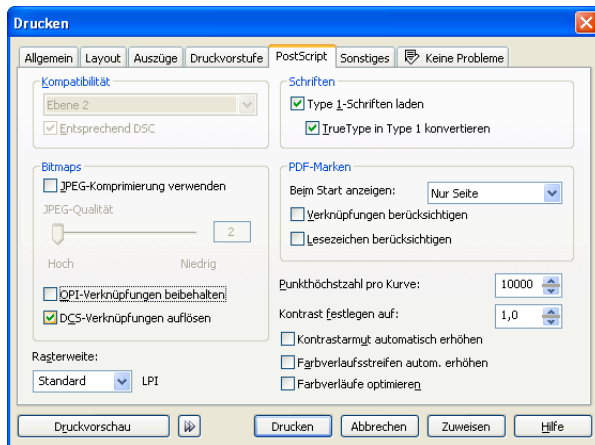 Drucken
Allgemein Layout Auszüge Druckvorstufe PostScript Sonstiges Keine Probleme
Kompatibilität
Ebene 2
Entsprechend DSC
Schriften
Type 1-Schriften laden
TrueType in Type 1 konvertieren
Bitmaps
JPEG-Komprimierung verwenden
JPEG-Qualität
2
Hoch Niedrig
OPI-Verknüpfungen beibehalten
DCS-Verknüpfungen auflösen
Rasterweite:
Standard LPI
PDF-Marken
Beim Start anzeigen: Nur Seite
Verknüpfungen berücksichtigen
Lesezeichen berücksichtigen
Punkthöchstzahl pro Kurve: 10000
Kontrast festlegen auf: 1,0
Kontrastarmut automatisch erhöhen
Farbverlaufsstreifen autom. erhöhen
Farbverläufe optimieren
Druckvorschau Drucken Abbrechen Zuweisen Hilfe